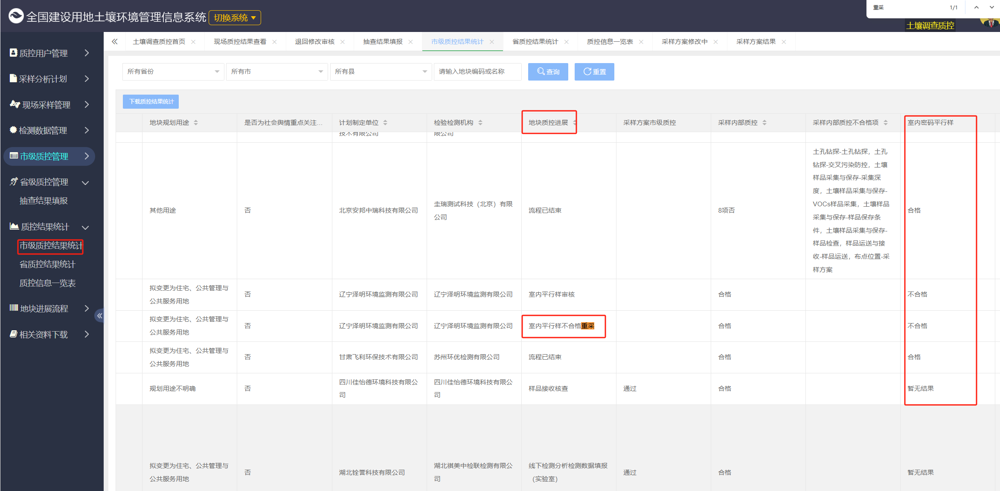 重采 1/1
全国建设用地土壤环境管理信息系统 切换系统
土壤调查质控
土壤调查质控首页 现场质控结果查看 退回修改审核 抽查结果填报 市级质控结果统计 省质控结果统计 质控信息一览表 采样方案修改中 采样方案结果
质控用户管理
采样分析计划
现场采样管理
检测数据管理
市级质控管理
省级质控管理
抽查结果填报
质控结果统计
市级质控结果统计
省质控结果统计
质控信息一览表
地块进展流程
相关资料下载
所有省份 所有市 所有县 请输入地块编码或名称 查询 重置
下载质控结果统计
地块规划用途 是否为社会舆情重点关注... 计划制定单位 检验检测机构 地块质控进展 采样方案市级质控 采样内部质控 采样内部质控不合格项 室内密码平行样
技术有限公司 限公司
其他用途
否
北京安邦中瑞科技有限公司
圭瑞测试科技（北京）有限
公司
流程已结束
8项否
土孔钻探-土孔钻探，土孔
钻探-交叉污染防控，土壤
样品采集与保存-采集深
度，土壤样品采集与保存-
VOCs样品采集，土壤样品
采集与保存-样品保存条
件，土壤样品采集与保存-
样品检查，样品运送与接
收-样品运送，布点位置-采
样方案
合格
拟变更为住宅、公共管理与
公共服务用地
否
辽宁泽明环境监测有限公司
辽宁泽明环境监测有限公司
室内平行样审核
合格
不合格
拟变更为住宅、公共管理与
公共服务用地
否
辽宁泽明环境监测有限公司
辽宁泽明环境监测有限公司
室内平行样不合格重采
合格
不合格
拟变更为住宅、公共管理与
公共服务用地
否
甘肃飞利环保技术有限公司
苏州环优检测有限公司
流程已结束
合格
合格
规划用途不明确
否
四川佳怡德环境科技有限公
司
四川佳怡德环境科技有限公
司
样品接收核查
通过
合格
暂无结果
拟变更为住宅、公共管理与
公共服务用地
否
湖北铨誉科技有限公司
湖北祺美中检联检测有限公
司
线下检测分析检测数据填报
（实验室）
通过
合格
暂无结果